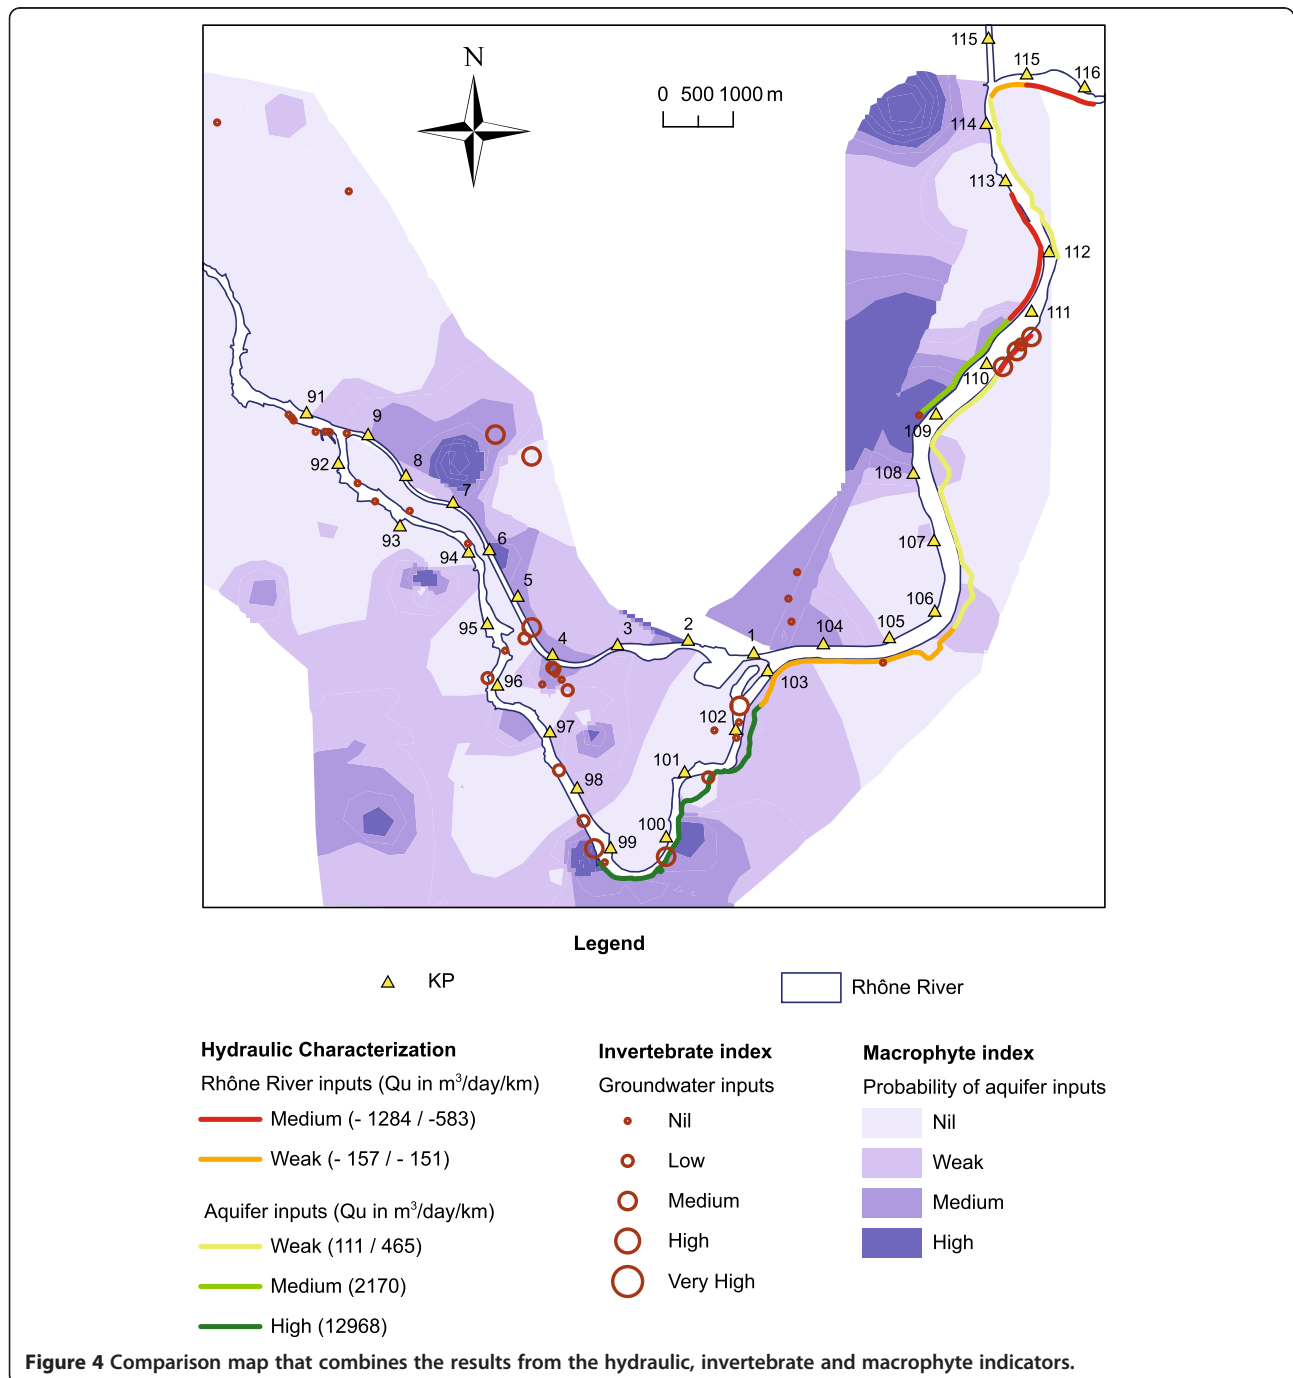 N
0 500 1000 m
115
115
116
114
113
112
111
110
109
108
107
106
105
104
103
1
2
3
4
5
6
7
8
9
91
92
93
94
95
96
97
98
99
100
101
102
Legend
KP
Rhône River
Hydraulic Characterization
Rhône River inputs (Qu in m³/day/km)
Medium (- 1284 / -583)
Weak (- 157 / - 151)
Aquifer inputs (Qu in m³/day/km)
Weak (111 / 465)
Medium (2170)
High (12968)
Invertebrate index
Groundwater inputs
Nil
Low
Medium
High
Very High
Macrophyte index
Probability of aquifer inputs
Nil
Weak
Medium
High
Figure 4 Comparison map that combines the results from the hydraulic, invertebrate and macrophyte indicators.